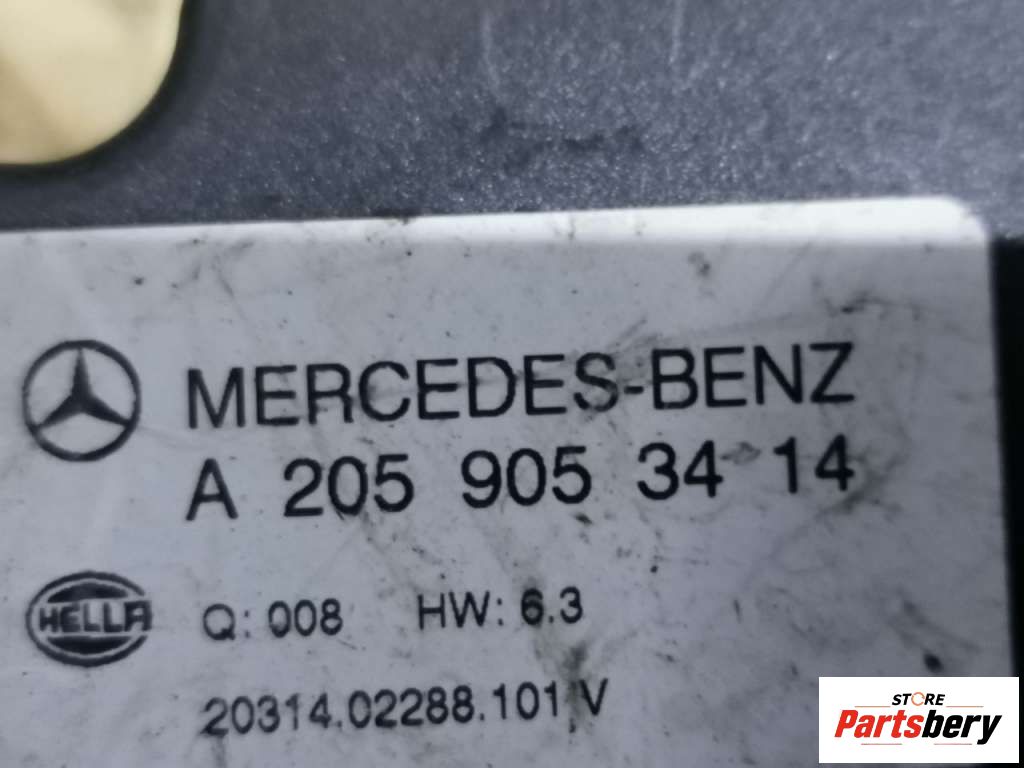 MERCEDES-BENZ
A 205 905 34 14
HELLA
Q: 008 HW: 6.3
20314.02288.101 V
STORE
Partsbery